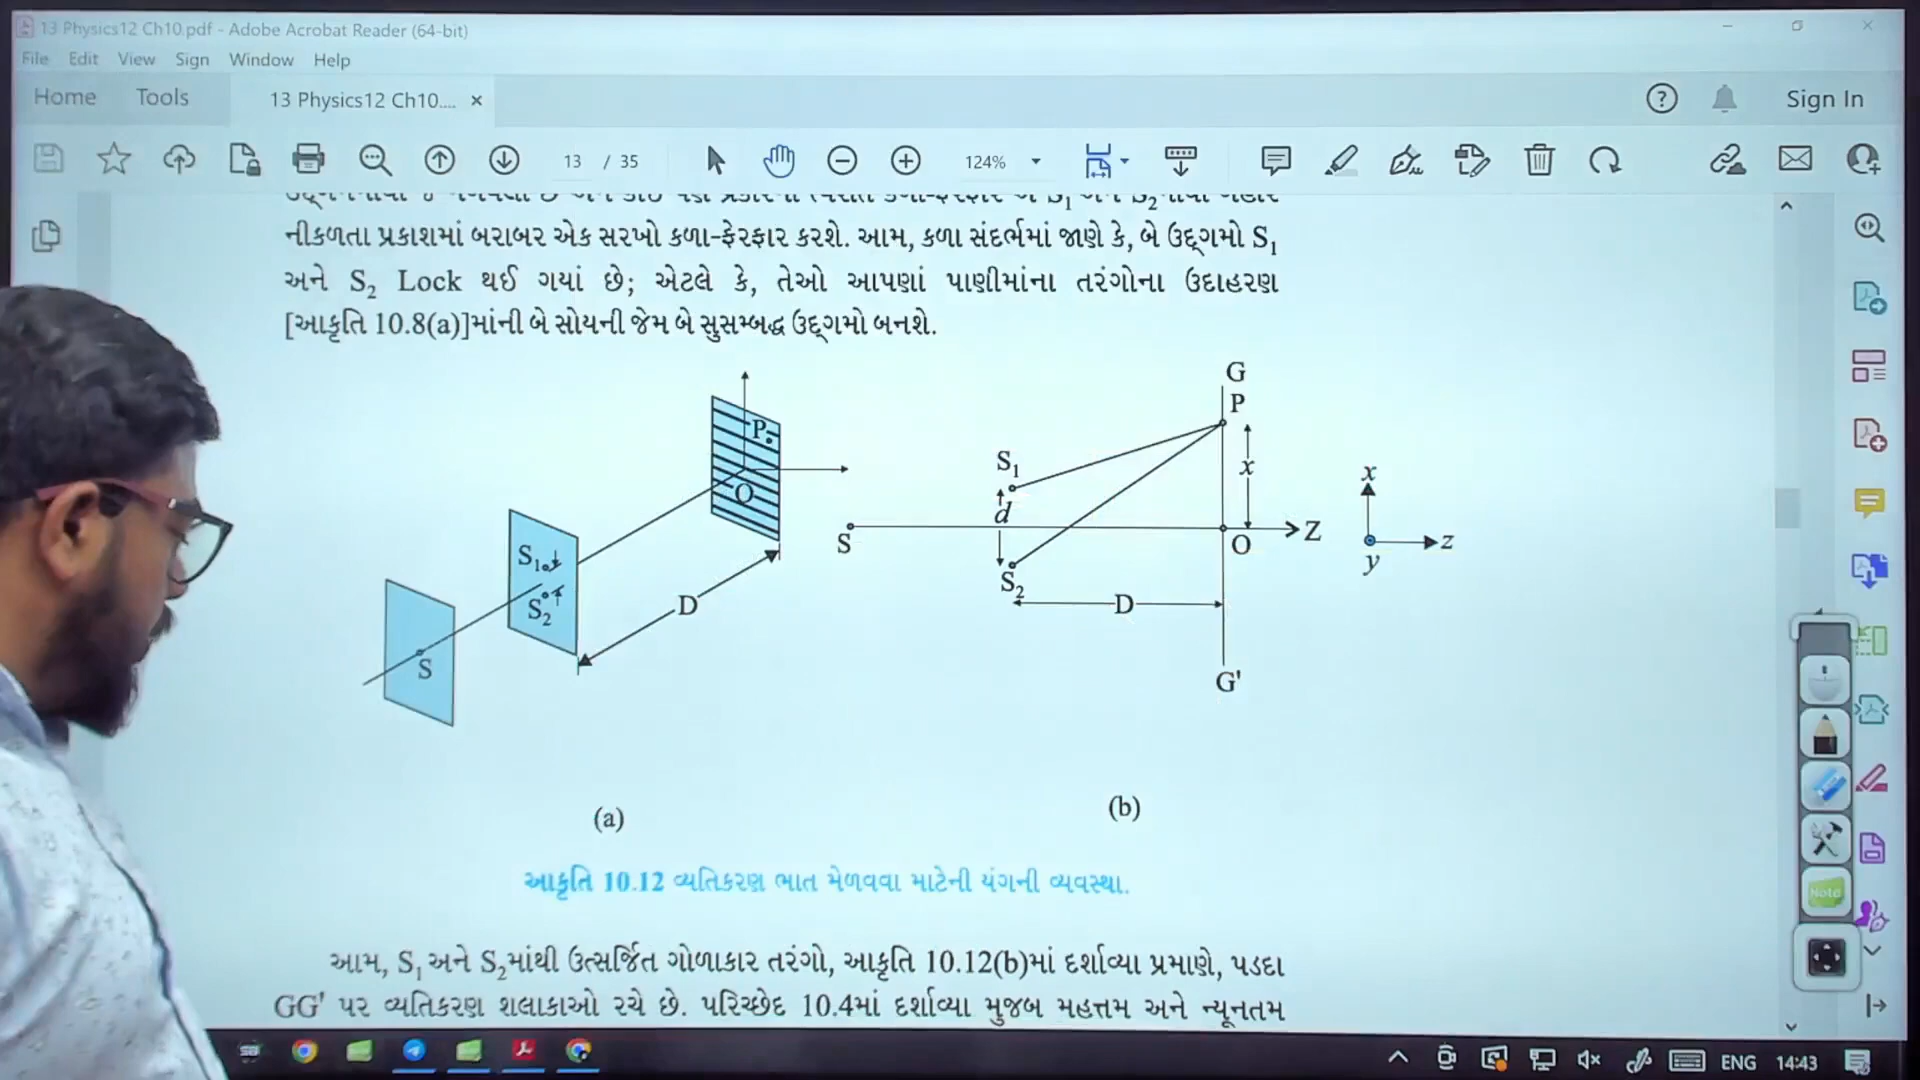 13 Physics12 Ch10.pdf - Adobe Acrobat Reader (64-bit)
File Edit View Sign Window Help
Home Tools 13 Physics12 Ch10.... × Sign In
13 / 35 124%
નીકળતા પ્રકાશમાં બરાબર એક સરખો કળા-ફેરફાર કરશે. આમ, કળા સંદર્ભમાં જાણે કે, બે ઉદ્ગમો S₁
અને S₂ Lock થઈ ગયાં છે; એટલે કે, તેઓ આપણાં પાણીમાંના તરંગોના ઉદાહરણ
[આકૃતિ 10.8(a)]માંની બે સોયની જેમ બે સુસમ્બદ્ધ ઉદ્ગમો બનશે.
P
O
S₁
S₂
D
S
(a)
G
P
S₁
x
d
S
O
Z
S₂
D
G'
x
z
y
(b)
આકૃતિ 10.12 વ્યતિકરણ ભાત મેળવવા માટેની યંગની વ્યવસ્થા.
આમ, S₁ અને S₂માંથી ઉત્સર્જિત ગોળાકાર તરંગો, આકૃતિ 10.12(b)માં દર્શાવ્યા પ્રમાણે, પડદા
GG' પર વ્યતિકરણ શલાકાઓ રચે છે. પરિચ્છેદ 10.4માં દર્શાવ્યા મુજબ મહત્તમ અને ન્યૂનતમ
Note
ENG 14:43